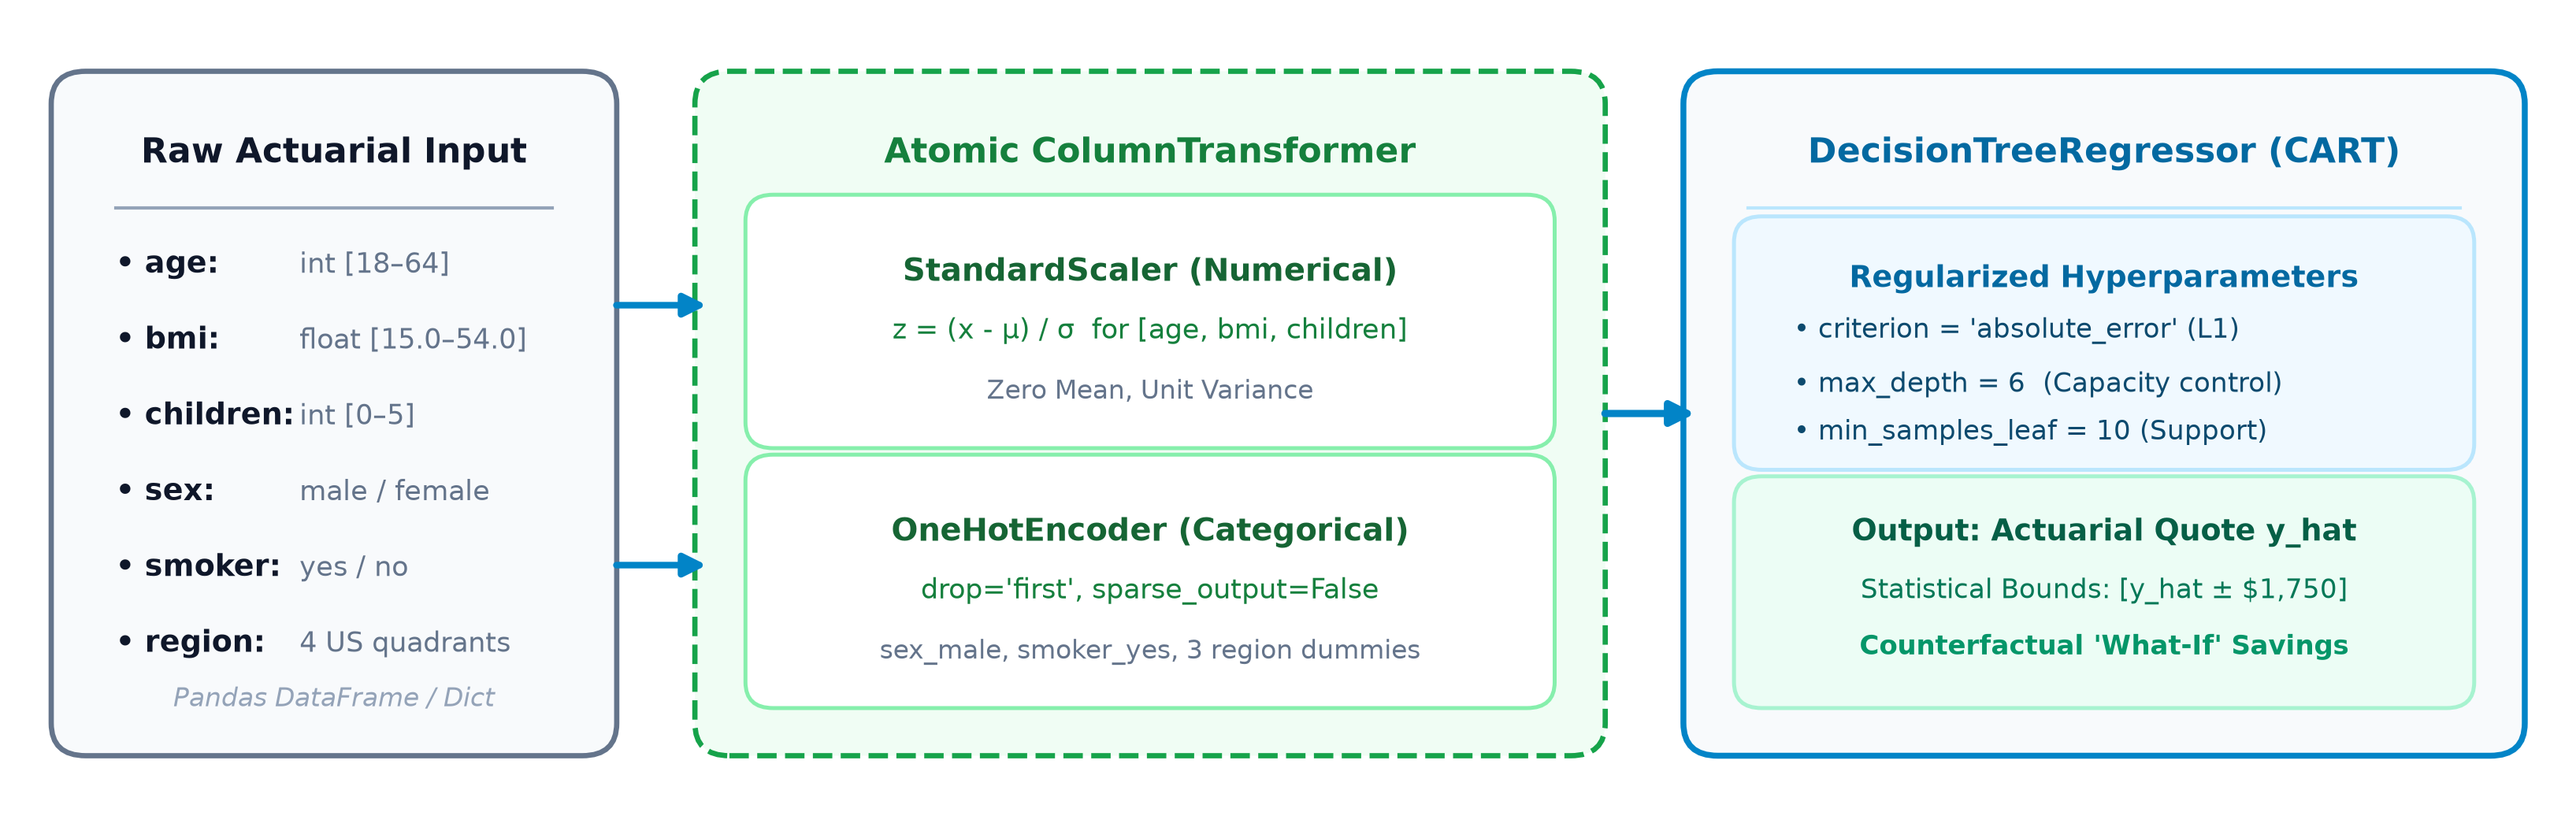 Raw Actuarial Input
• age: int [18–64]
• bmi: float [15.0–54.0]
• children: int [0–5]
• sex: male / female
• smoker: yes / no
• region: 4 US quadrants
Pandas DataFrame / Dict
Atomic ColumnTransformer
StandardScaler (Numerical)
z = (x - μ) / σ  for [age, bmi, children]
Zero Mean, Unit Variance
OneHotEncoder (Categorical)
drop='first', sparse_output=False
sex_male, smoker_yes, 3 region dummies
DecisionTreeRegressor (CART)
Regularized Hyperparameters
• criterion = 'absolute_error' (L1)
• max_depth = 6  (Capacity control)
• min_samples_leaf = 10 (Support)
Output: Actuarial Quote y_hat
Statistical Bounds: [y_hat ± $1,750]
Counterfactual 'What-If' Savings